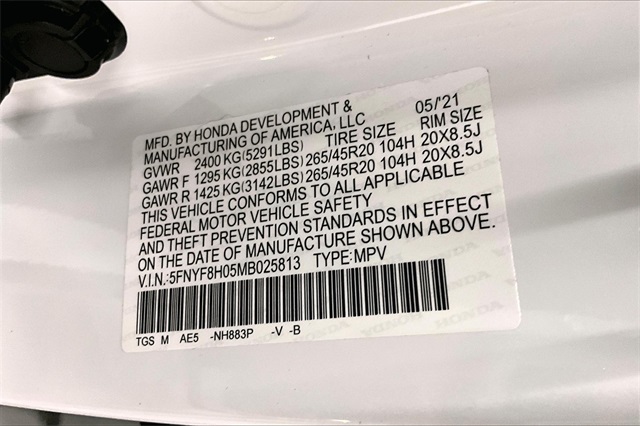 MFD. BY HONDA DEVELOPMENT & 05/'21
MANUFACTURING OF AMERICA, LLC
GVWR 2400 KG(5291LBS) TIRE SIZE RIM SIZE
GAWR F 1295 KG(2855LBS) 265/45R20 104H 20X8.5J
GAWR R 1425 KG(3142LBS) 265/45R20 104H 20X8.5J
THIS VEHICLE CONFORMS TO ALL APPLICABLE
FEDERAL MOTOR VEHICLE SAFETY
AND THEFT PREVENTION STANDARDS IN EFFECT
ON THE DATE OF MANUFACTURE SHOWN ABOVE.
V.I.N.:5FNYF8H05MB025813 TYPE:MPV
TGS M AE5 -NH883P -V -B